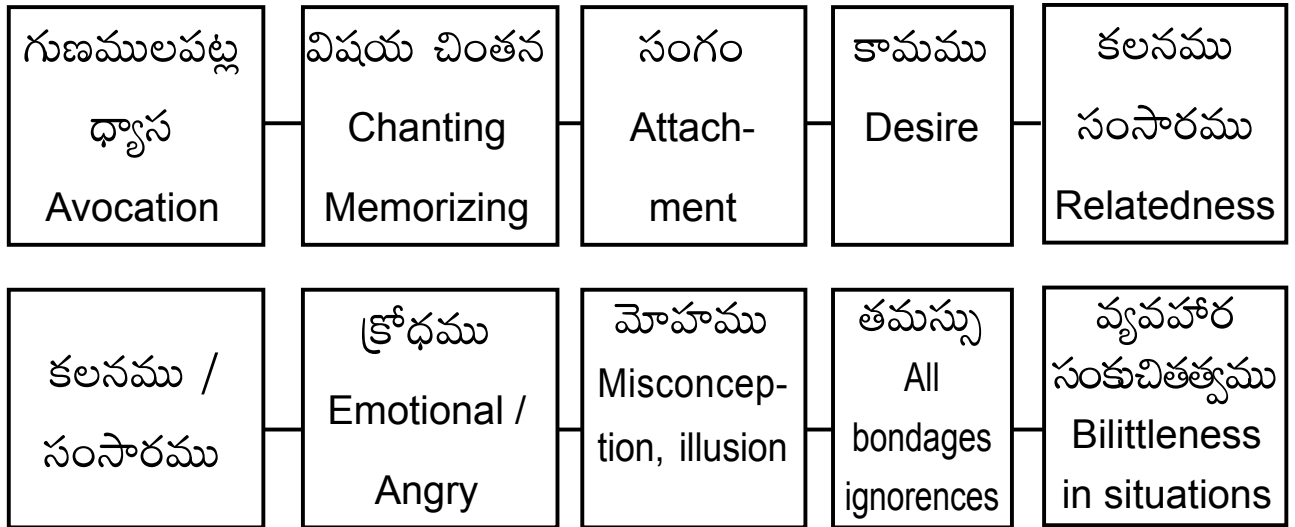 గుణములపట్ల
ధ్యాస
Avocation
విషయ చింతన
Chanting
Memorizing
సంగం
Attach-
ment
కామము
Desire
కలనము
సంసారము
Relatedness
కలనము /
సంసారము
క్రోధము
Emotional /
Angry
మోహము
Misconcep-
tion, illusion
తమస్సు
All
bondages
ignorences
వ్యవహార
సంకుచితత్వము
Bilittleness
in situations